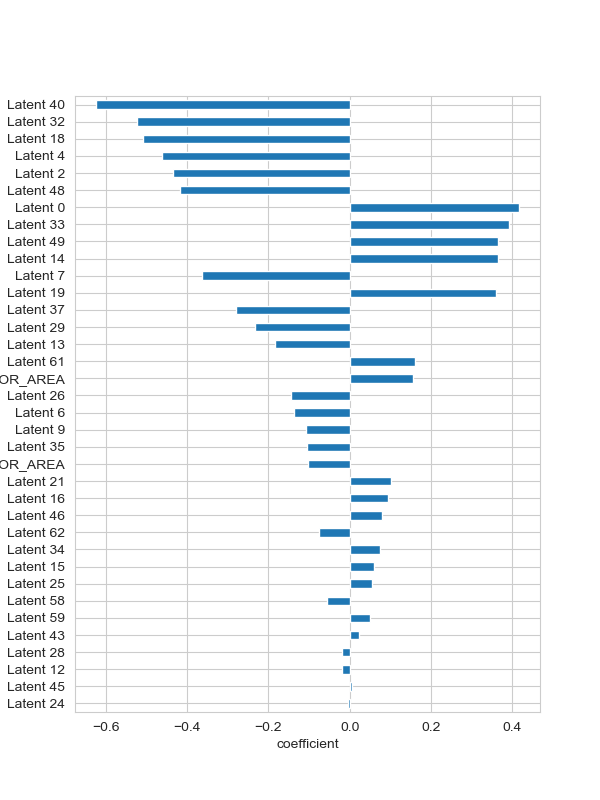 Latent 40
Latent 32
Latent 18
Latent 4
Latent 2
Latent 48
Latent 0
Latent 33
Latent 49
Latent 14
Latent 7
Latent 19
Latent 37
Latent 29
Latent 13
Latent 61
OR_AREA
Latent 26
Latent 6
Latent 9
Latent 35
OR_AREA
Latent 21
Latent 16
Latent 46
Latent 62
Latent 34
Latent 15
Latent 25
Latent 58
Latent 59
Latent 43
Latent 28
Latent 12
Latent 45
Latent 24
−0.6 −0.4 −0.2 0.0 0.2 0.4
coefficient